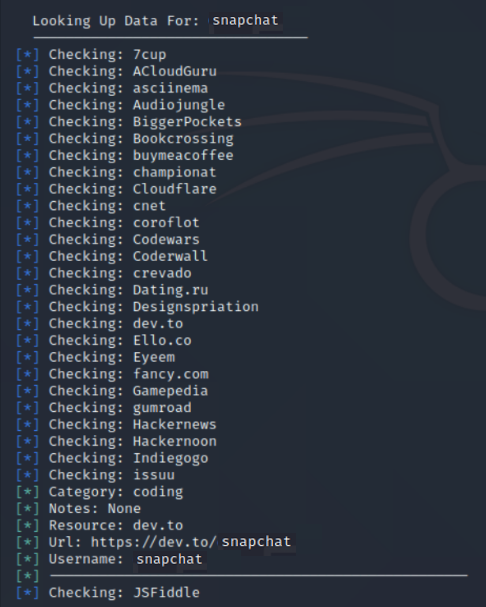 Looking Up Data For: snapchat
[*] Checking: 7cup
[*] Checking: ACloudGuru
[*] Checking: asciinema
[*] Checking: Audiojungle
[*] Checking: BiggerPockets
[*] Checking: Bookcrossing
[*] Checking: buymeacoffee
[*] Checking: championat
[*] Checking: Cloudflare
[*] Checking: cnet
[*] Checking: coroflot
[*] Checking: Codewars
[*] Checking: Coderwall
[*] Checking: crevado
[*] Checking: Dating.ru
[*] Checking: Designspriation
[*] Checking: dev.to
[*] Checking: Ello.co
[*] Checking: Eyeem
[*] Checking: fancy.com
[*] Checking: Gamepedia
[*] Checking: gumroad
[*] Checking: Hackernews
[*] Checking: Hackernoon
[*] Checking: Indiegogo
[*] Checking: issuu
[*] Category: coding
[*] Notes: None
[*] Resource: dev.to
[*] Url: https://dev.to/ snapchat
[*] Username: snapchat
[*]
[*] Checking: JSFiddle